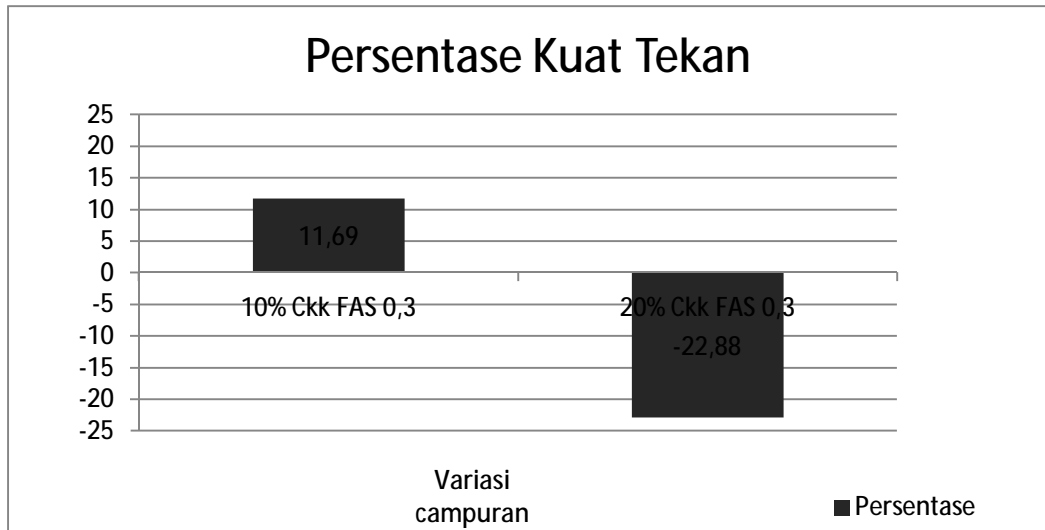 Persentase Kuat Tekan
25
20
15
10
5
0
-5
-10
-15
-20
-25
11,69
10% Ckk FAS 0,3
20% Ckk FAS 0,3
-22,88
Variasi
campuran
Persentase